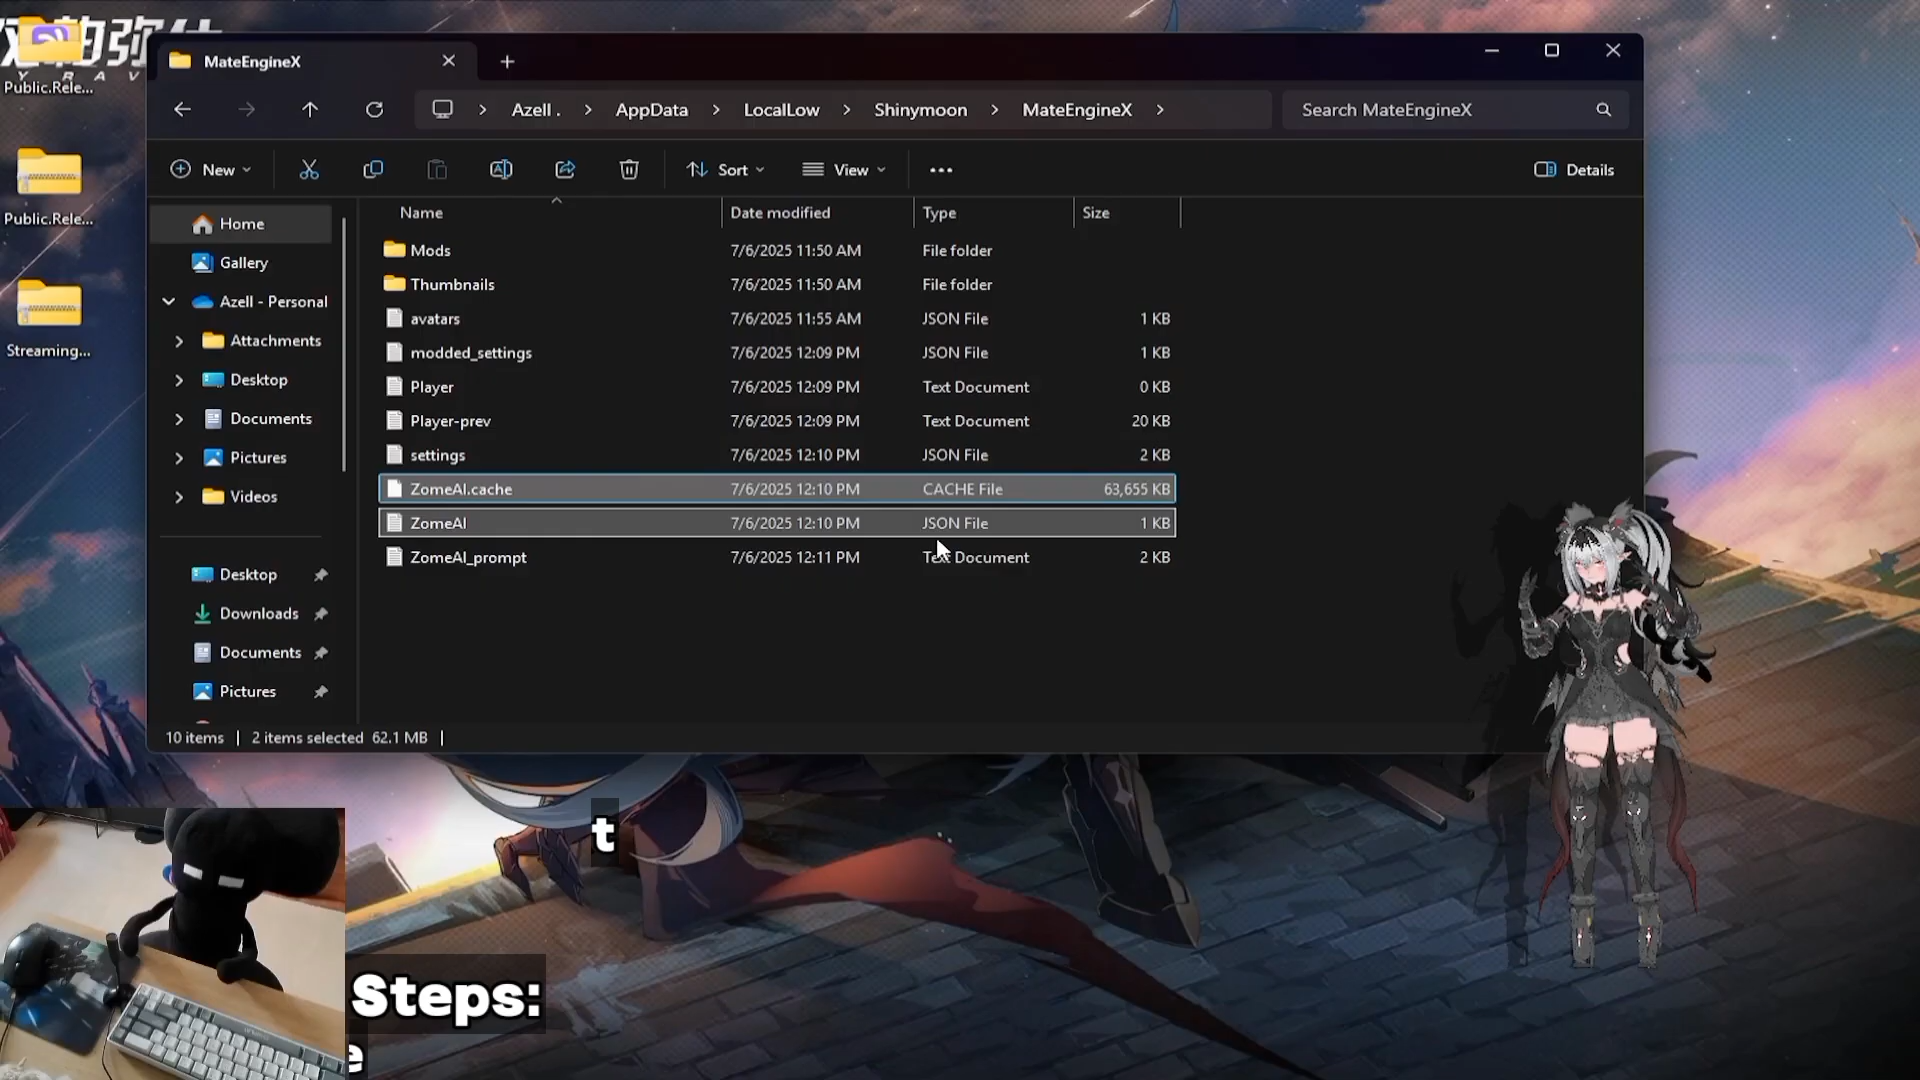 Public.Rele...
Public.Rele...
Streaming...
MateEngineX
Azell .
AppData
LocalLow
Shinymoon
MateEngineX
Search MateEngineX
New
Sort
View
Details
Home
Gallery
Azell - Personal
Attachments
Desktop
Documents
Pictures
Videos
Desktop
Downloads
Documents
Pictures
Name Date modified Type Size
Mods 7/6/2025 11:50 AM File folder
Thumbnails 7/6/2025 11:50 AM File folder
avatars 7/6/2025 11:55 AM JSON File 1 KB
modded_settings 7/6/2025 12:09 PM JSON File 1 KB
Player 7/6/2025 12:09 PM Text Document 0 KB
Player-prev 7/6/2025 12:09 PM Text Document 20 KB
settings 7/6/2025 12:10 PM JSON File 2 KB
ZomeAI.cache 7/6/2025 12:10 PM CACHE File 63,655 KB
ZomeAI 7/6/2025 12:10 PM JSON File 1 KB
ZomeAI_prompt 7/6/2025 12:11 PM Text Document 2 KB
10 items | 2 items selected 62.1 MB |
t
Steps:
e